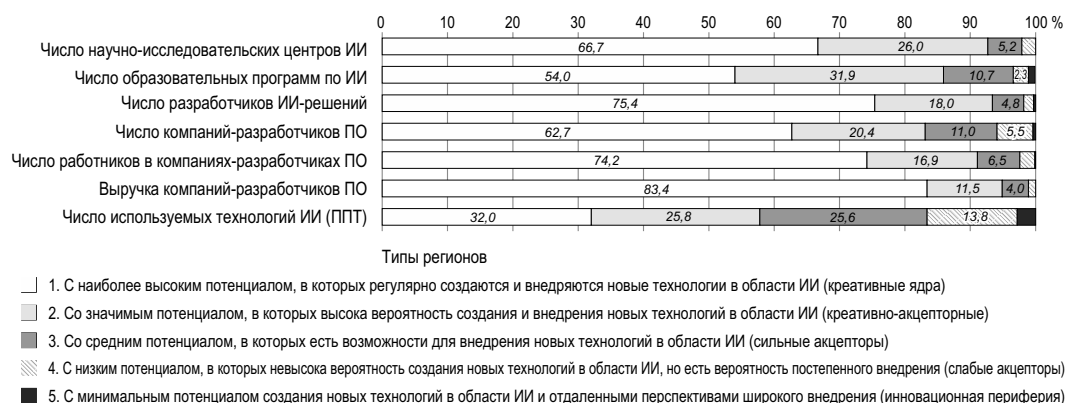 0 10 20 30 40 50 60 70 80 90 100 %
Число научно-исследовательских центров ИИ 66,7 26,0 5,2
Число образовательных программ по ИИ 54,0 31,9 10,7 2,3
Число разработчиков ИИ-решений 75,4 18,0 4,8
Число компаний-разработчиков ПО 62,7 20,4 11,0 5,5
Число работников в компаниях-разработчиках ПО 74,2 16,9 6,5
Выручка компаний-разработчиков ПО 83,4 11,5 4,0
Число используемых технологий ИИ (ППТ) 32,0 25,8 25,6 13,8
Типы регионов
1. С наиболее высоким потенциалом, в которых регулярно создаются и внедряются новые технологии в области ИИ (креативные ядра)
2. Со значимым потенциалом, в которых высока вероятность создания и внедрения новых технологий в области ИИ (креативно-акцепторные)
3. Со средним потенциалом, в которых есть возможности для внедрения новых технологий в области ИИ (сильные акцепторы)
4. С низким потенциалом, в которых невысока вероятность создания новых технологий в области ИИ, но есть вероятность постепенного внедрения (слабые акцепторы)
5. С минимальным потенциалом создания новых технологий в области ИИ и отдаленными перспективами широкого внедрения (инновационная периферия)